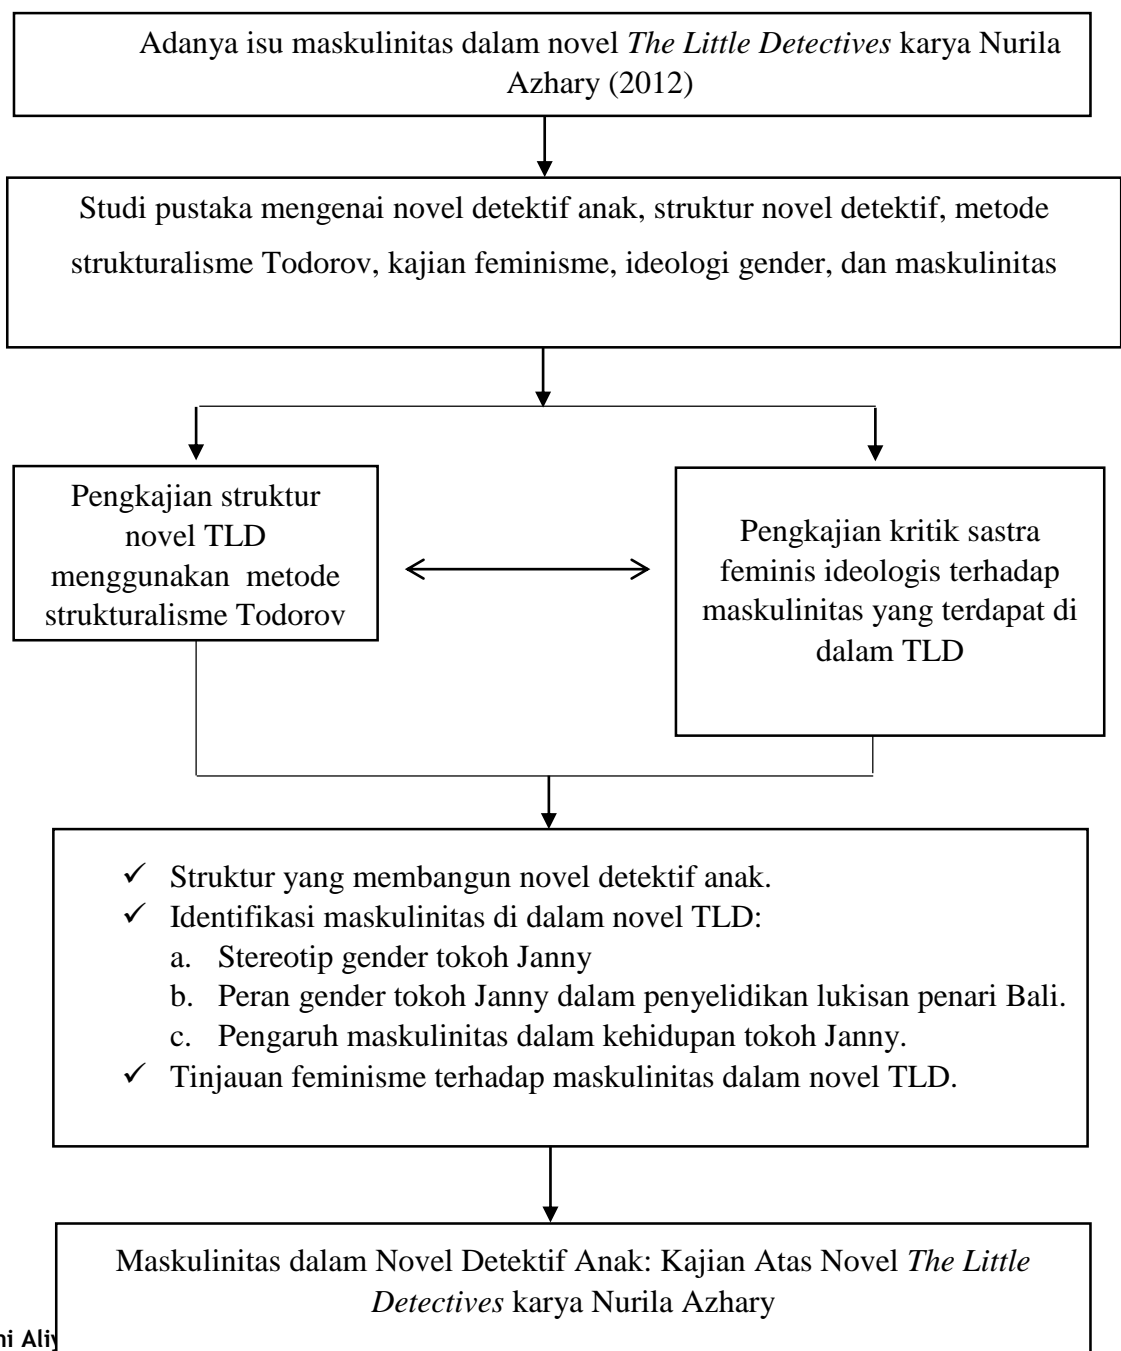 Adanya isu maskulinitas dalam novel The Little Detectives karya Nurila
Azhary (2012)
Studi pustaka mengenai novel detektif anak, struktur novel detektif, metode
strukturalisme Todorov, kajian feminisme, ideologi gender, dan maskulinitas
Pengkajian struktur
novel TLD
menggunakan metode
strukturalisme Todorov
Pengkajian kritik sastra
feminis ideologis terhadap
maskulinitas yang terdapat di
dalam TLD
✓ Struktur yang membangun novel detektif anak.
✓ Identifikasi maskulinitas di dalam novel TLD:
a. Stereotip gender tokoh Janny
b. Peran gender tokoh Janny dalam penyelidikan lukisan penari Bali.
c. Pengaruh maskulinitas dalam kehidupan tokoh Janny.
✓ Tinjauan feminisme terhadap maskulinitas dalam novel TLD.
Maskulinitas dalam Novel Detektif Anak: Kajian Atas Novel The Little
Detectives karya Nurila Azhary